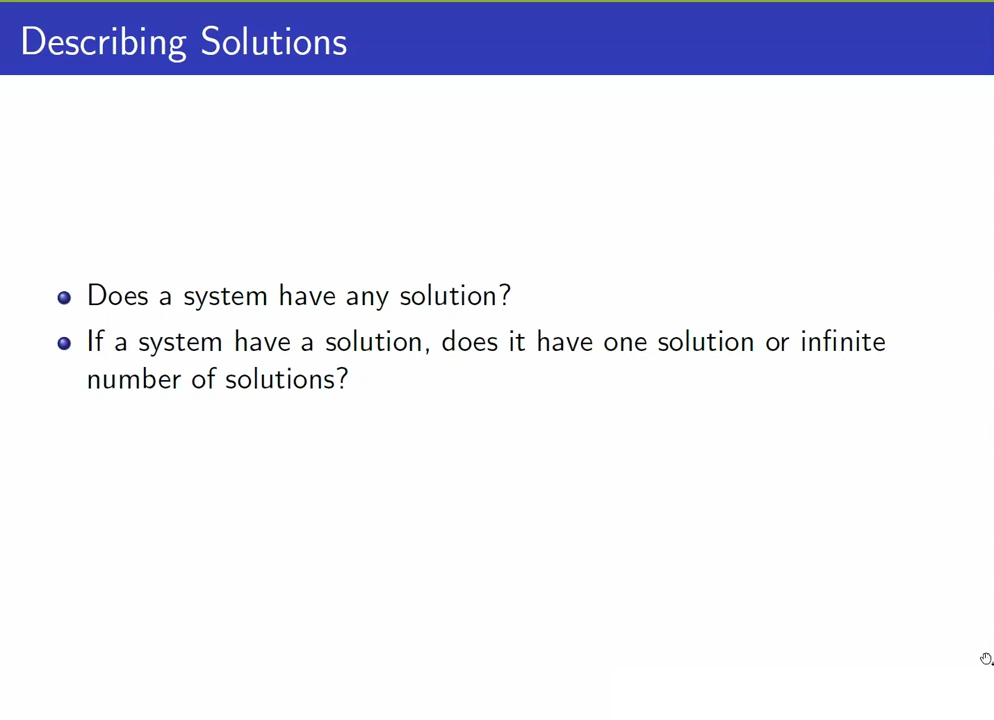 Describing Solutions
Does a system have any solution?
If a system have a solution, does it have one solution or infinite
number of solutions?